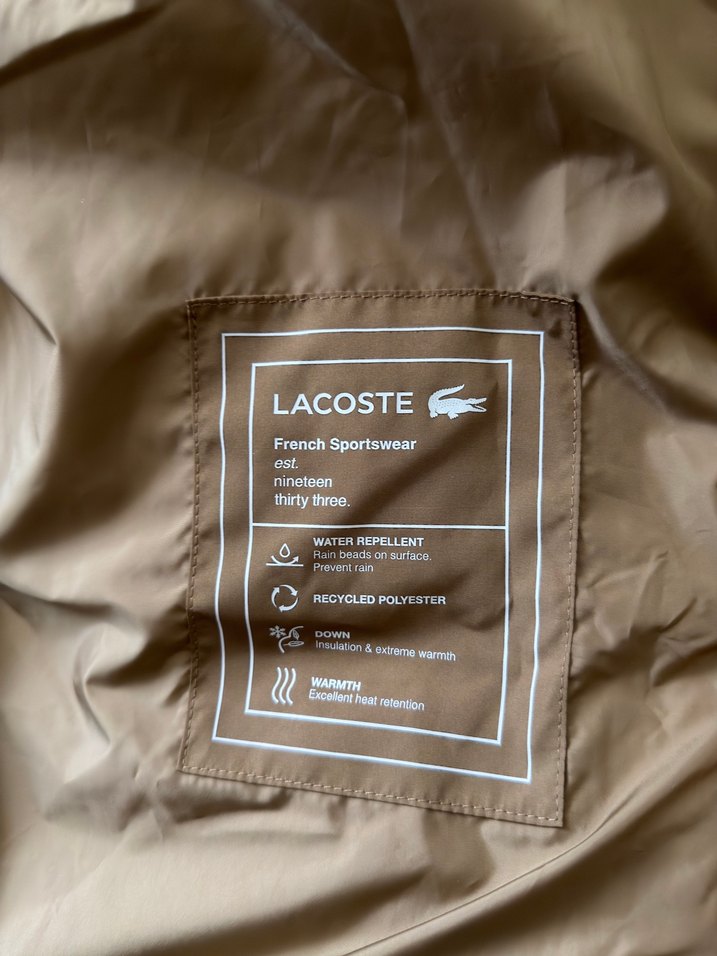 LACOSTE
French Sportswear
est.
nineteen
thirty three.
WATER REPELLENT
Rain beads on surface.
Prevent rain
RECYCLED POLYESTER
DOWN
Insulation & extreme warmth
WARMTH
Excellent heat retention